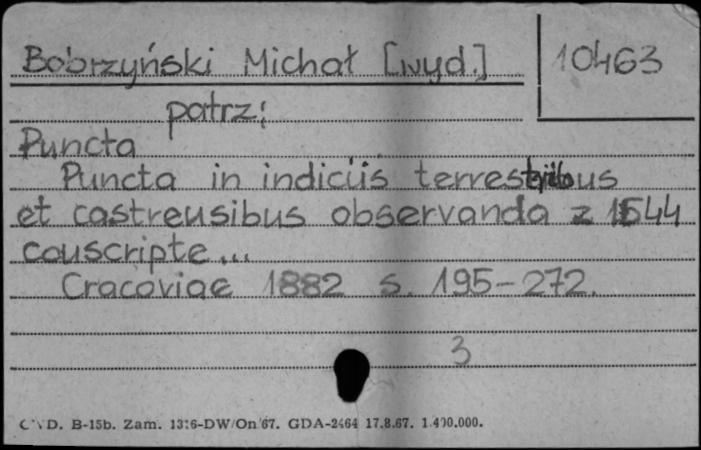 Bobrzyński Michał [wyd.]
10463
patrz:
Puncta
Puncta in indiciis terrestribus
et castreusibus observanda z 1544
couscripte...
Cracoviae 1882 s. 195-272.
3
D. B-15b. Zam. 1316-DW/On/67. GDA-2464 17.8.67. 1.400.000.